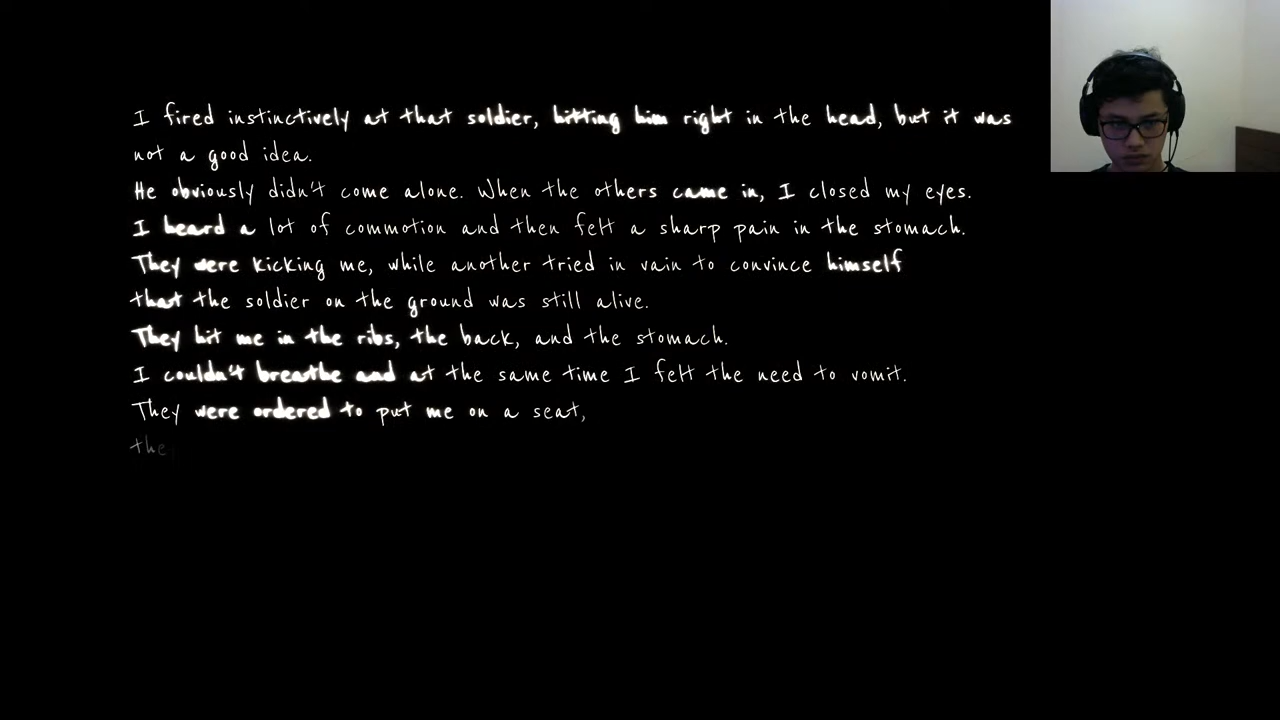 I fired instinctively at that soldier, hitting him right in the head, but it was
not a good idea.
He obviously didn't come alone. When the others came in, I closed my eyes.
I heard a lot of commotion and then felt a sharp pain in the stomach.
They were kicking me, while another tried in vain to convince himself
that the soldier on the ground was still alive.
They hit me in the ribs, the back, and the stomach.
I couldn't breathe and at the same time I felt the need to vomit.
They were ordered to put me on a seat,
the